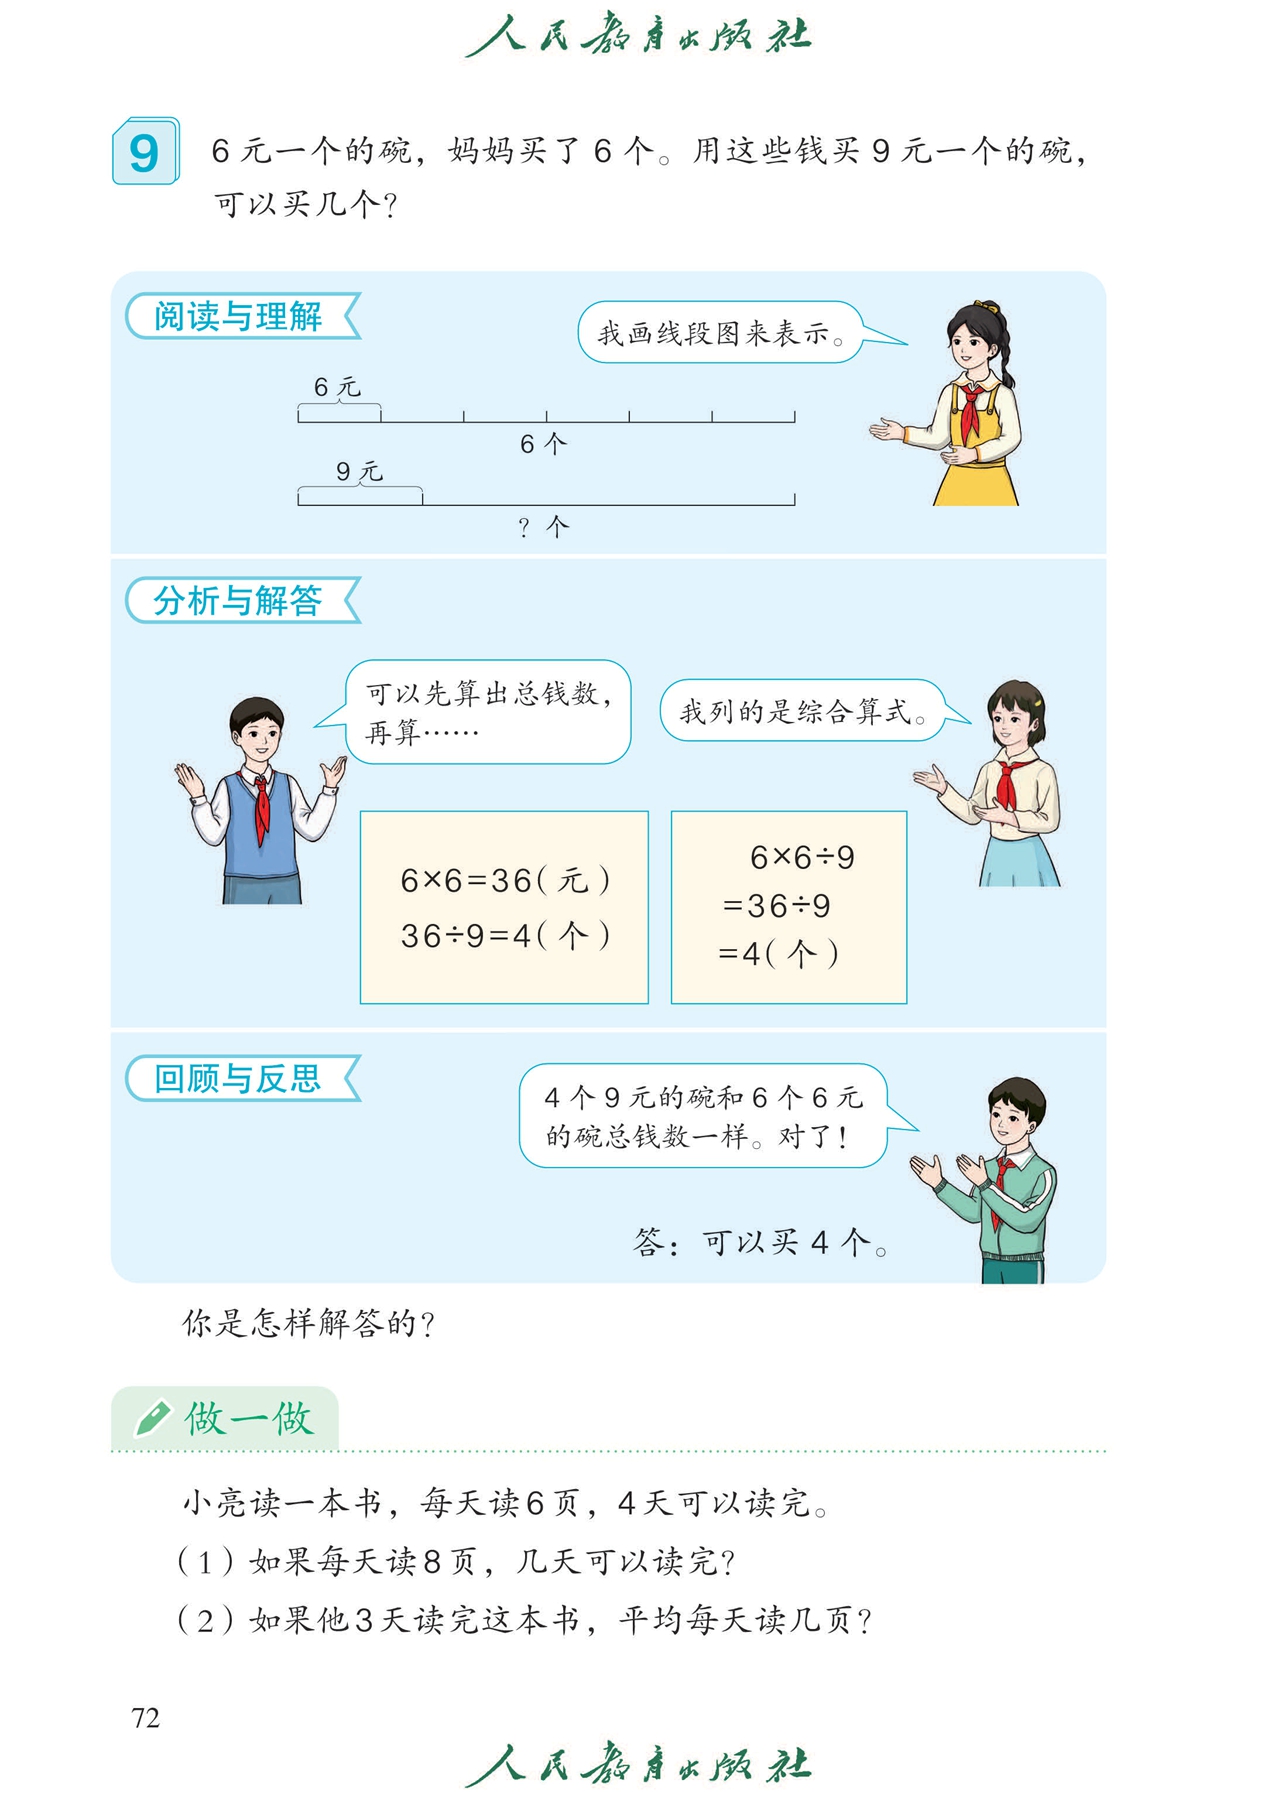 人民教育出版社
9
6元一个的碗，妈妈买了6个。用这些钱买9元一个的碗，
可以买几个？
阅读与理解
我画线段图来表示。
6元
6个
9元
？个
分析与解答
可以先算出总钱数，
再算……
我列的是综合算式。
6×6=36（元）
36÷9=4（个）
6×6÷9
=36÷9
=4（个）
回顾与反思
4个9元的碗和6个6元
的碗总钱数一样。对了！
答：可以买4个。
你是怎样解答的？
做一做
小亮读一本书，每天读6页，4天可以读完。
（1）如果每天读8页，几天可以读完？
（2）如果他3天读完这本书，平均每天读几页？
72
人民教育出版社